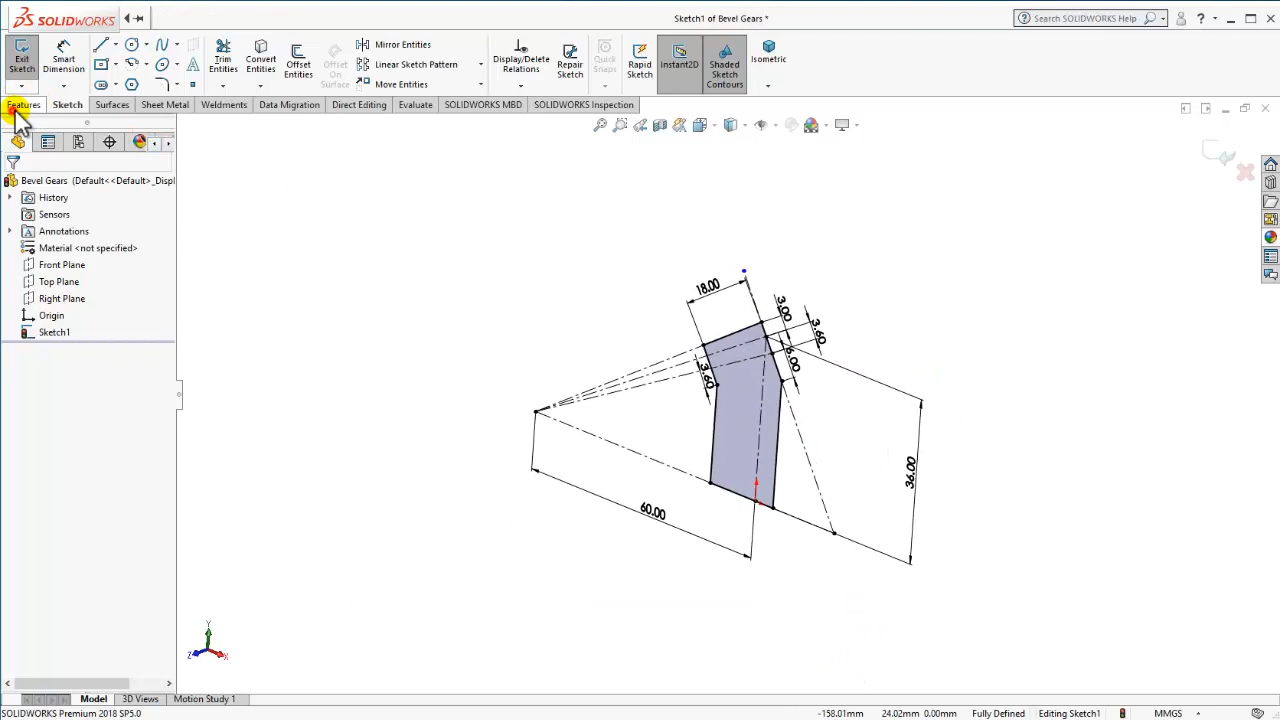 SOLIDWORKS
Sketch1 of Bevel Gears *
Search SOLIDWORKS Help
?
Exit Sketch
Smart Dimension
Trim Entities
Convert Entities
Offset Entities
Offset On Surface
Mirror Entities
Linear Sketch Pattern
Move Entities
Display/Delete Relations
Repair Sketch
Quick Snaps
Rapid Sketch
Instant2D
Shaded Sketch Contours
Isometric
Features
Sketch
Surfaces
Sheet Metal
Weldments
Data Migration
Direct Editing
Evaluate
SOLIDWORKS MBD
SOLIDWORKS Inspection
Bevel Gears (Default<<Default>_Displ
History
Sensors
Annotations
Material <not specified>
Front Plane
Top Plane
Right Plane
Origin
Sketch1
18.00
3.00
3.60
6.00
3.60
36.00
60.00
Y
Z
X
Model
3D Views
Motion Study 1
SOLIDWORKS Premium 2018 SP5.0
-158.01mm
24.02mm 0.00mm
Fully Defined
Editing Sketch1
MMGS